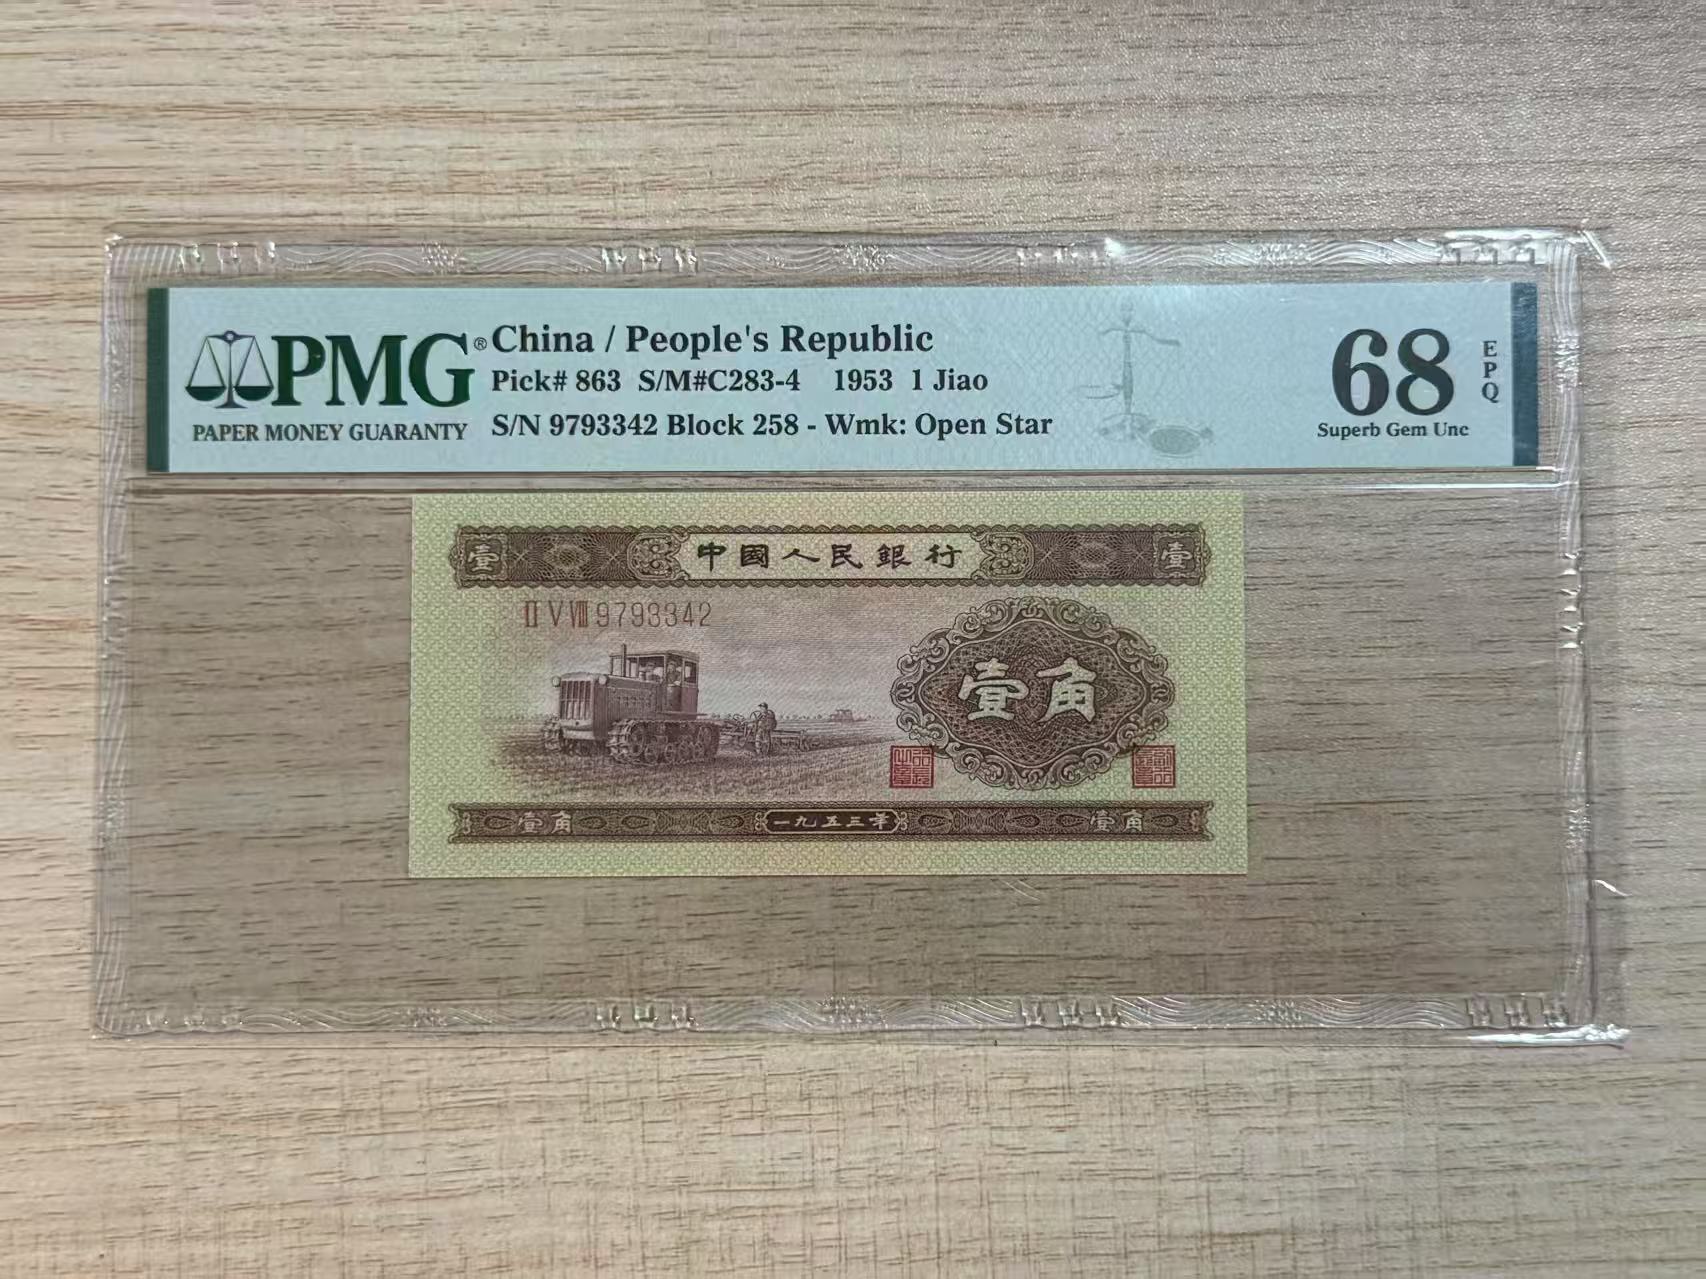 PMG® China / People's Republic
Pick# 863 S/M#C283-4 1953 1 Jiao
S/N 9793342 Block 258 - Wmk: Open Star
PAPER MONEY GUARANTY
68 EPQ
Superb Gem Unc
壹 中國人民銀行 壹
ⅡⅤⅧ 9793342
壹角
壹角 一九五三年 壹角